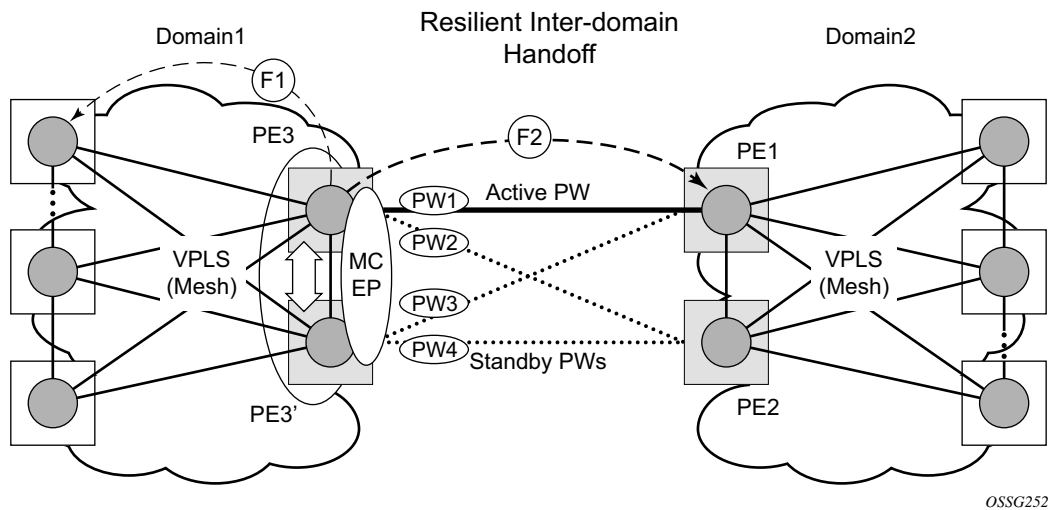 Resilient Inter-domain
Handoff
Domain1
Domain2
F1
F2
PE3
PE1
PW1
Active PW
PW2
VPLS
(Mesh)
MC
EP
VPLS
(Mesh)
PW3
PW4
Standby PWs
PE3'
PE2
OSSG252